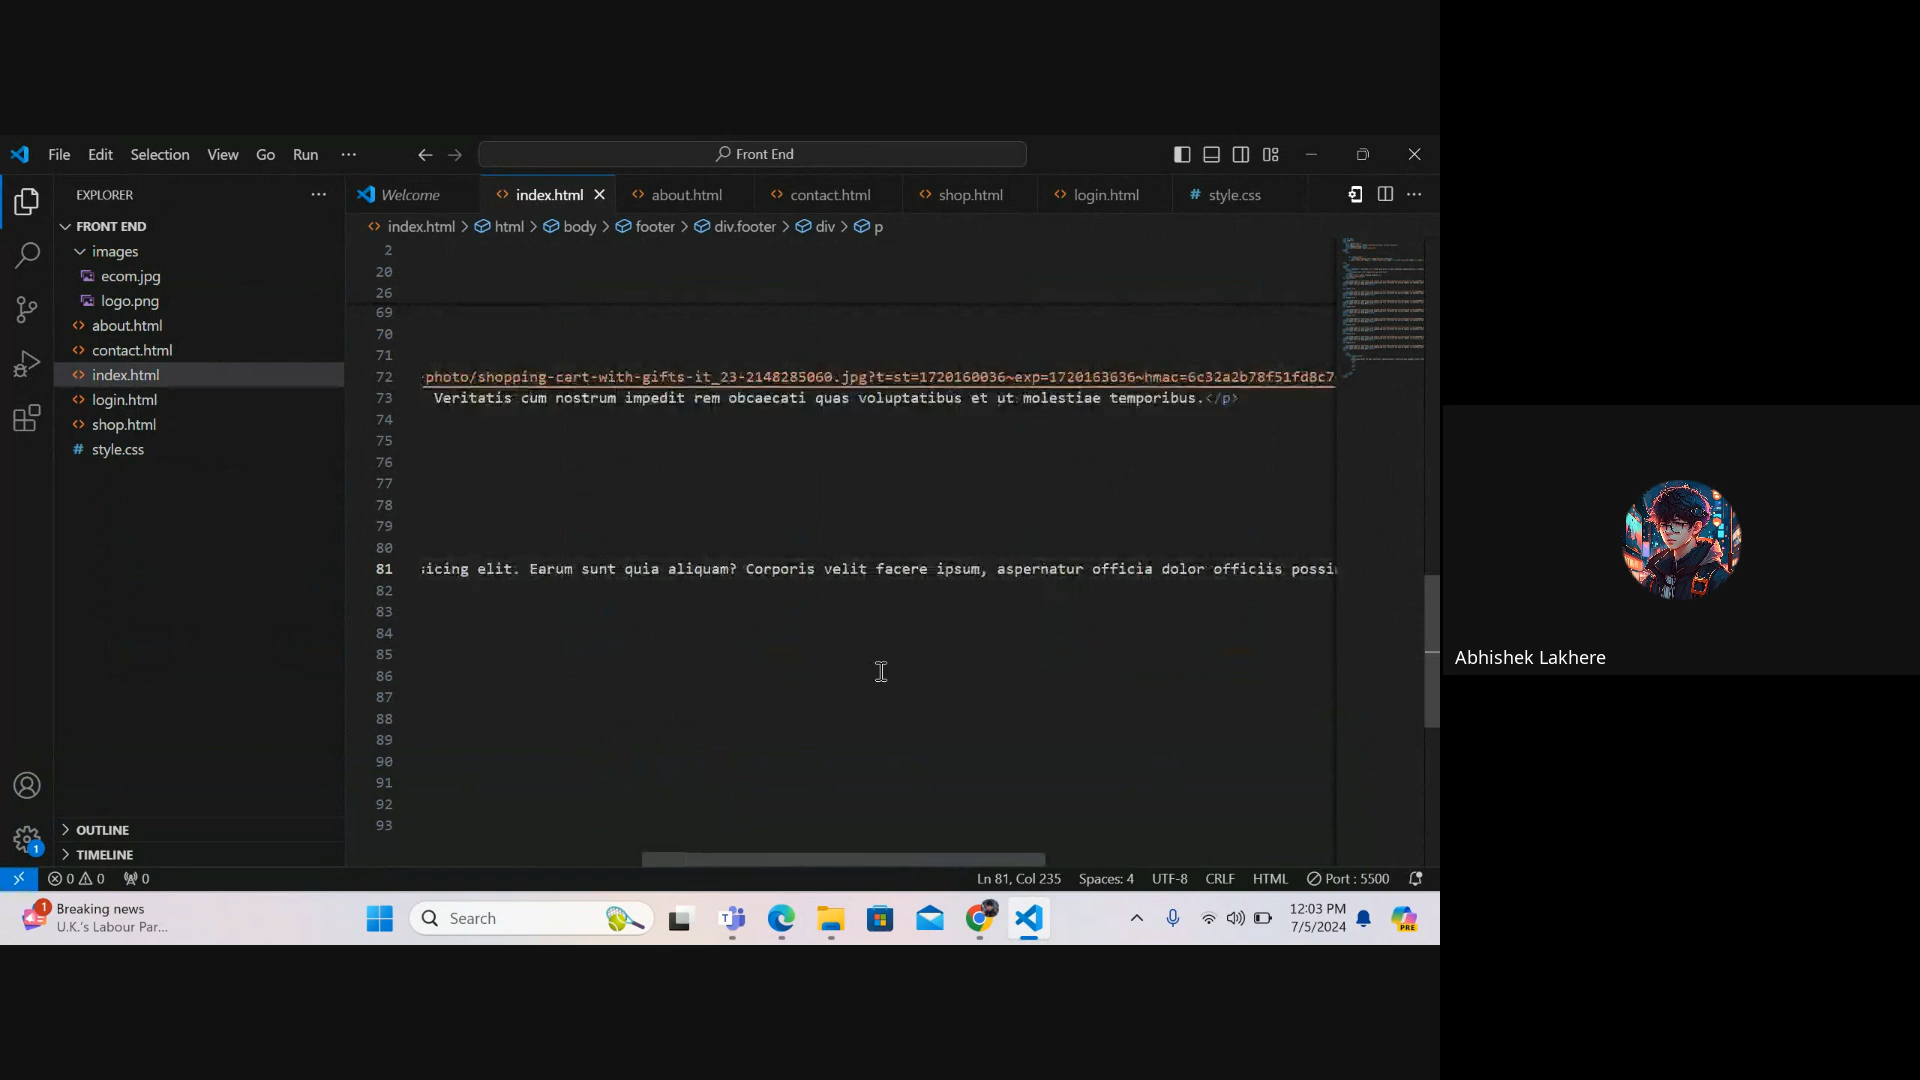 File Edit Selection View Go Run ···
Front End
EXPLORER ···
Welcome
index.html
about.html
contact.html
shop.html
login.html
# style.css
···
index.html > html > body > footer > div.footer > div > p
FRONT END
images
ecom.jpg
logo.png
about.html
contact.html
index.html
login.html
shop.html
# style.css
2
20
26
69
70
71
72 photo/shopping-cart-with-gifts-it_23-2148285060.jpg?t=st=1720160036~exp=1720163636~hmac=6c32a2b78f51fd8c7
73 Veritatis cum nostrum impedit rem obcaecati quas voluptatibus et ut molestiae temporibus.</p>
74
75
76
77
78
79
80
81 icing elit. Earum sunt quia aliquam? Corporis velit facere ipsum, aspernatur officia dolor officiis possi
82
83
84
85
86
87
88
89
90
91
92
93
OUTLINE
TIMELINE
1
0 0 0
Ln 81, Col 235 Spaces: 4 UTF-8 CRLF HTML Port : 5500
1
Breaking news
U.K.'s Labour Par...
Search
12:03 PM
7/5/2024
PRE
Abhishek Lakhere